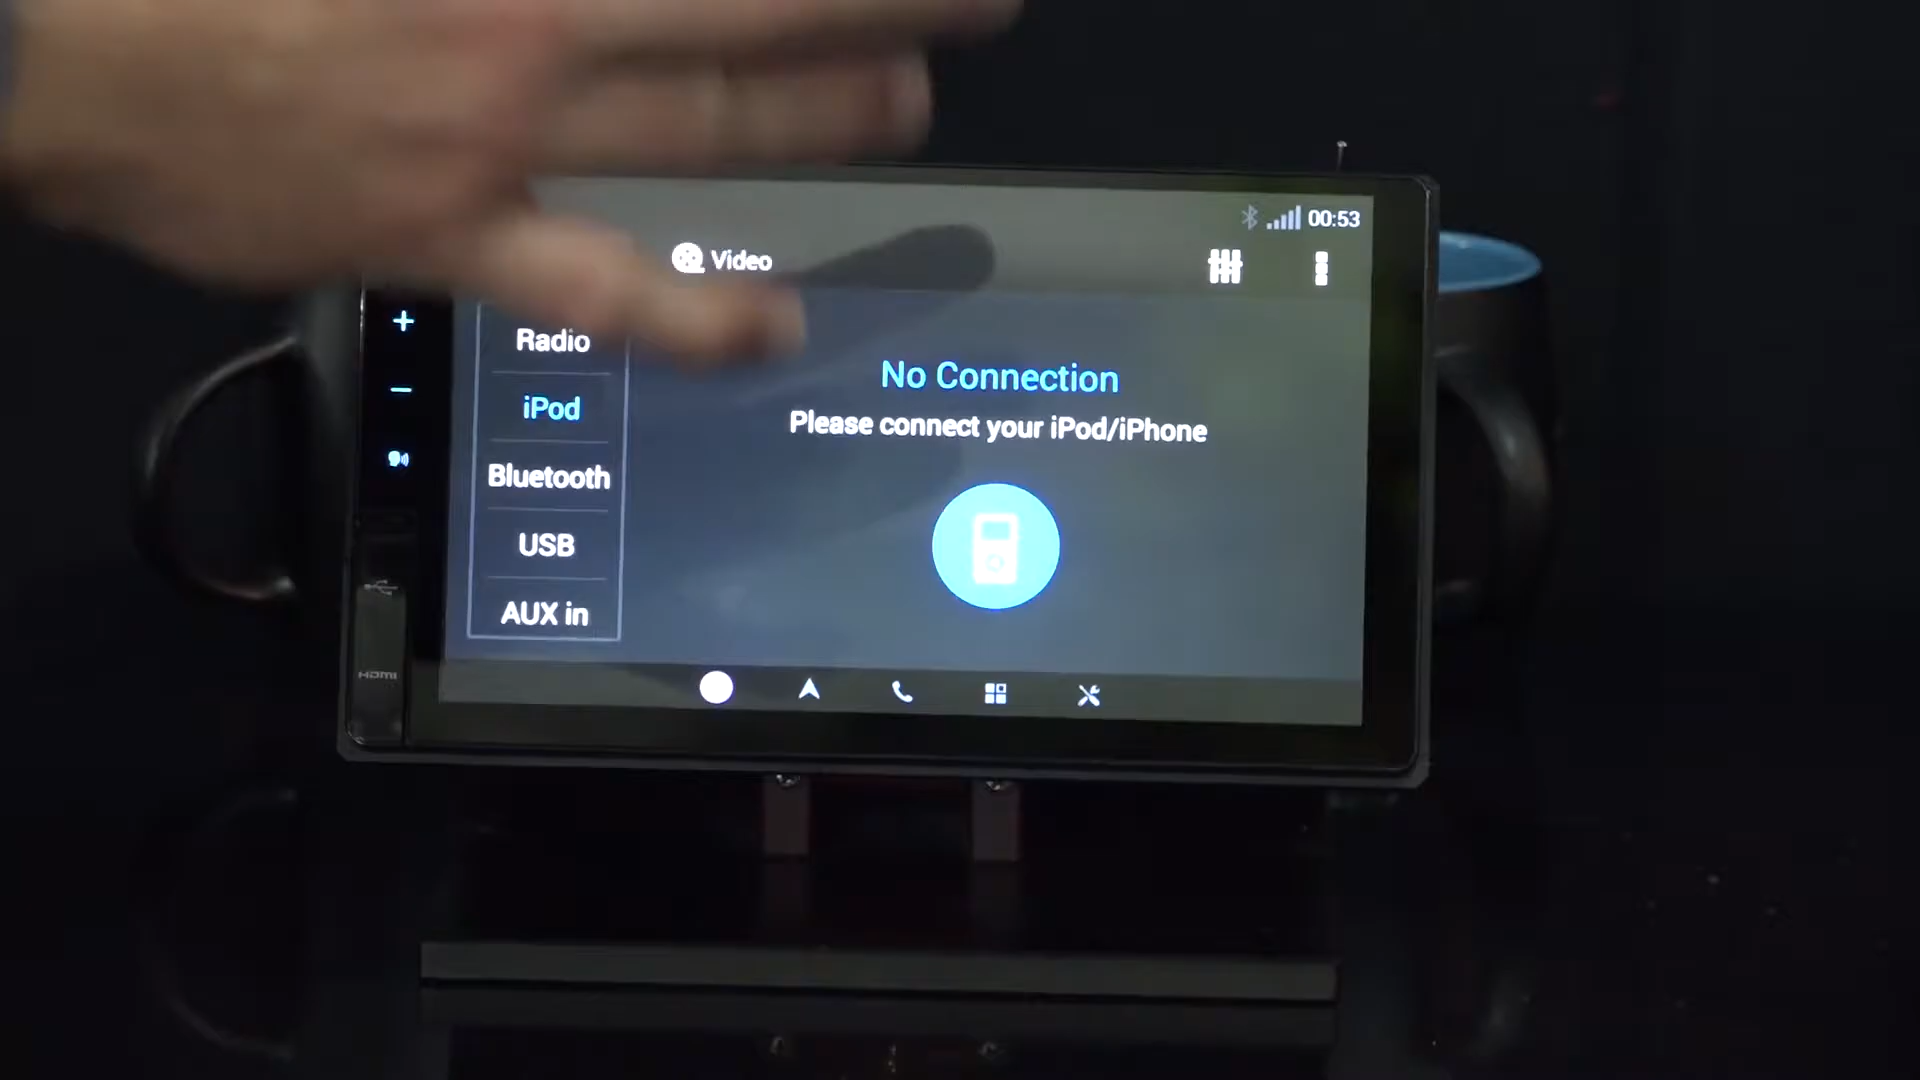 00:53
Video
Radio
iPod
Bluetooth
USB
AUX in
No Connection
Please connect your iPod/iPhone
HDMI